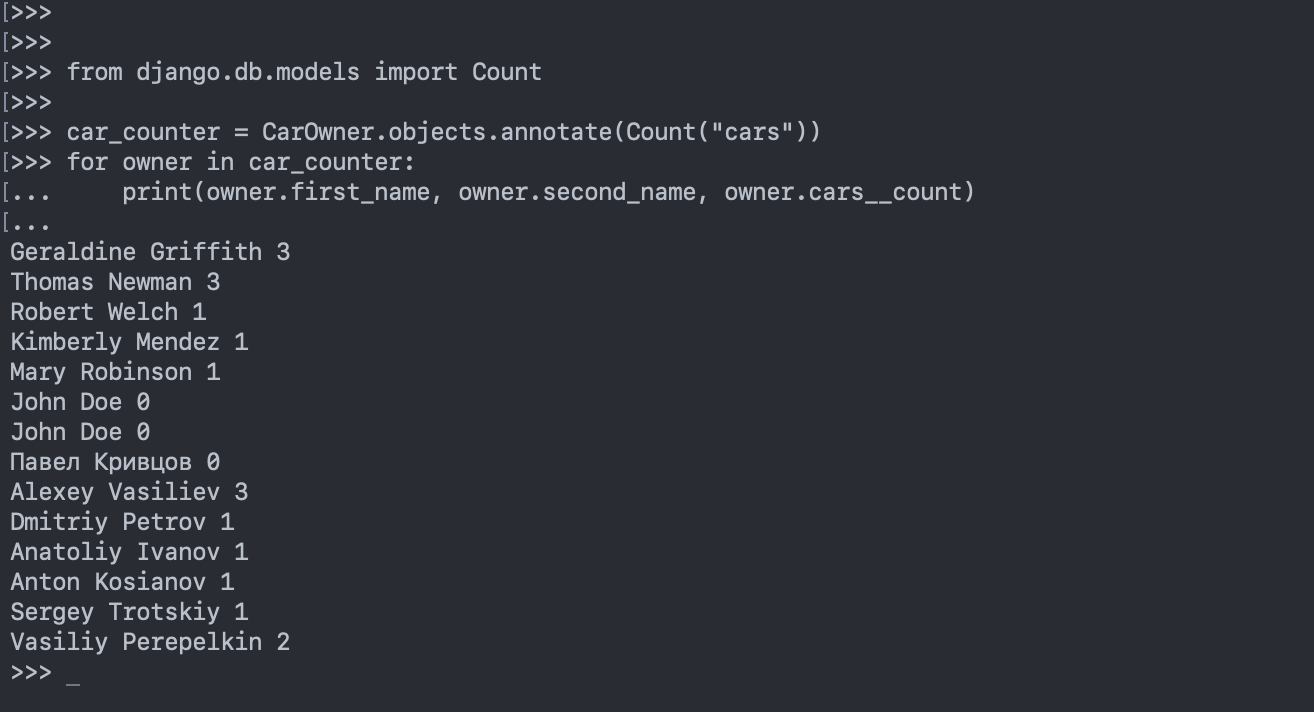 [>>>
[>>>
[>>> from django.db.models import Count
[>>>
[>>> car_counter = CarOwner.objects.annotate(Count("cars"))
[>>> for owner in car_counter:
[...     print(owner.first_name, owner.second_name, owner.cars__count)
[...
Geraldine Griffith 3
Thomas Newman 3
Robert Welch 1
Kimberly Mendez 1
Mary Robinson 1
John Doe 0
John Doe 0
Павел Кривцов 0
Alexey Vasiliev 3
Dmitriy Petrov 1
Anatoliy Ivanov 1
Anton Kosianov 1
Sergey Trotskiy 1
Vasiliy Perepelkin 2
>>> _